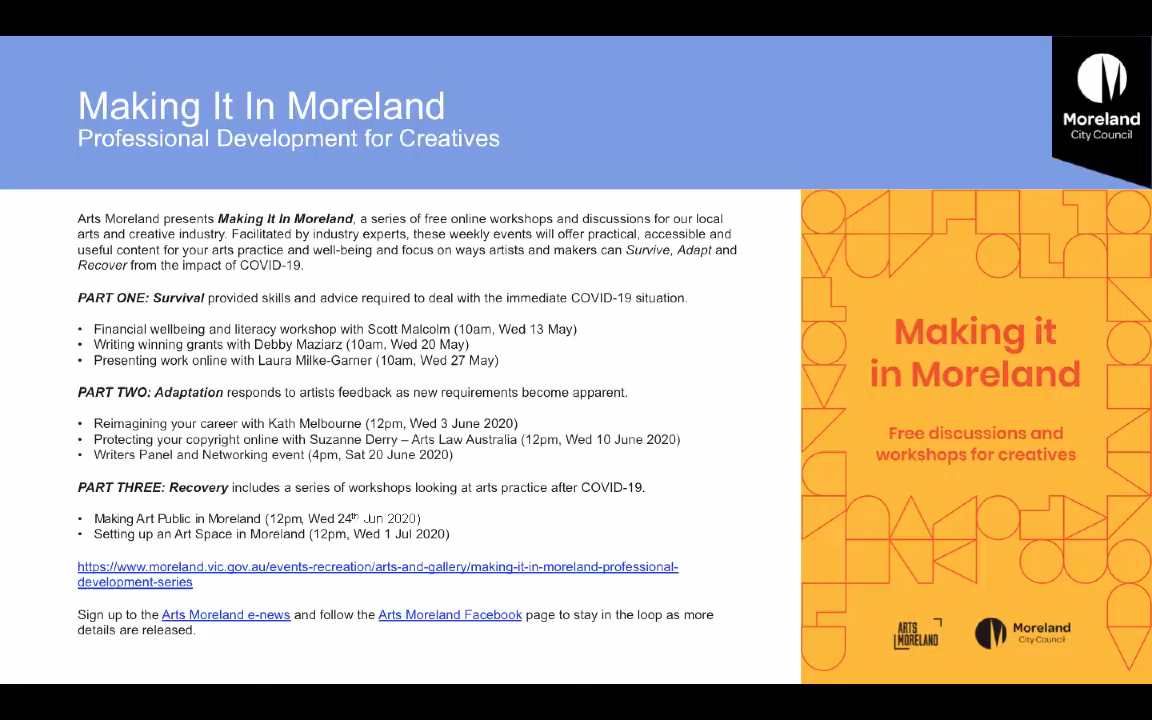 Making It In Moreland
Professional Development for Creatives
Moreland
City Council
Arts Moreland presents Making It In Moreland, a series of free online workshops and discussions for our local
arts and creative industry. Facilitated by industry experts, these weekly events will offer practical, accessible and
useful content for your arts practice and well-being and focus on ways artists and makers can Survive, Adapt and
Recover from the impact of COVID-19.
PART ONE: Survival provided skills and advice required to deal with the immediate COVID-19 situation.
• Financial wellbeing and literacy workshop with Scott Malcolm (10am, Wed 13 May)
• Writing winning grants with Debby Maziarz (10am, Wed 20 May)
• Presenting work online with Laura Milke-Garner (10am, Wed 27 May)
PART TWO: Adaptation responds to artists feedback as new requirements become apparent.
• Reimagining your career with Kath Melbourne (12pm, Wed 3 June 2020)
• Protecting your copyright online with Suzanne Derry – Arts Law Australia (12pm, Wed 10 June 2020)
• Writers Panel and Networking event (4pm, Sat 20 June 2020)
PART THREE: Recovery includes a series of workshops looking at arts practice after COVID-19.
• Making Art Public in Moreland (12pm, Wed 24th Jun 2020)
• Setting up an Art Space in Moreland (12pm, Wed 1 Jul 2020)
https://www.moreland.vic.gov.au/events-recreation/arts-and-gallery/making-it-in-moreland-professional-
development-series
Sign up to the Arts Moreland e-news and follow the Arts Moreland Facebook page to stay in the loop as more
details are released.
Making it
in Moreland
Free discussions and
workshops for creatives
ARTS
MORELAND
Moreland
City Council